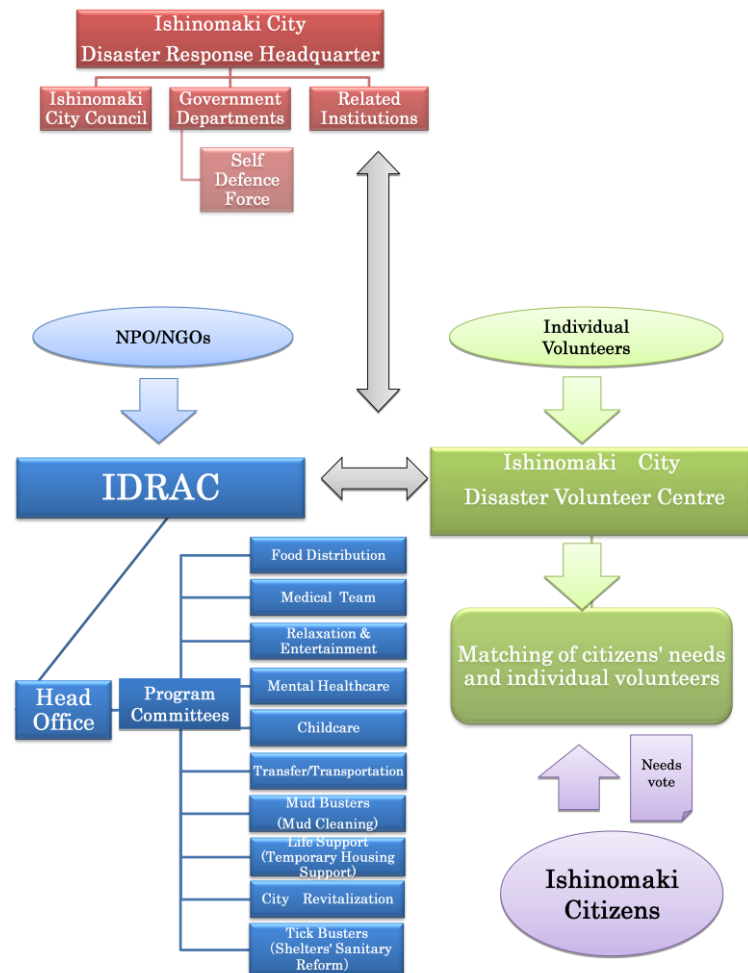 Ishinomaki City
Disaster Response Headquarter
Ishinomaki
City Council
Government
Departments
Related
Institutions
Self
Defence
Force
NPO/NGOs
Individual
Volunteers
IDRAC
Ishinomaki City
Disaster Volunteer Centre
Food Distribution
Medical Team
Relaxation &
Entertainment
Mental Healthcare
Childcare
Transfer/Transportation
Mud Busters
(Mud Cleaning)
Life Support
(Temporary Housing
Support)
City Revitalization
Tick Busters
(Shelters' Sanitary
Reform)
Head
Office
Program
Committees
Matching of citizens' needs
and individual volunteers
Needs
vote
Ishinomaki
Citizens